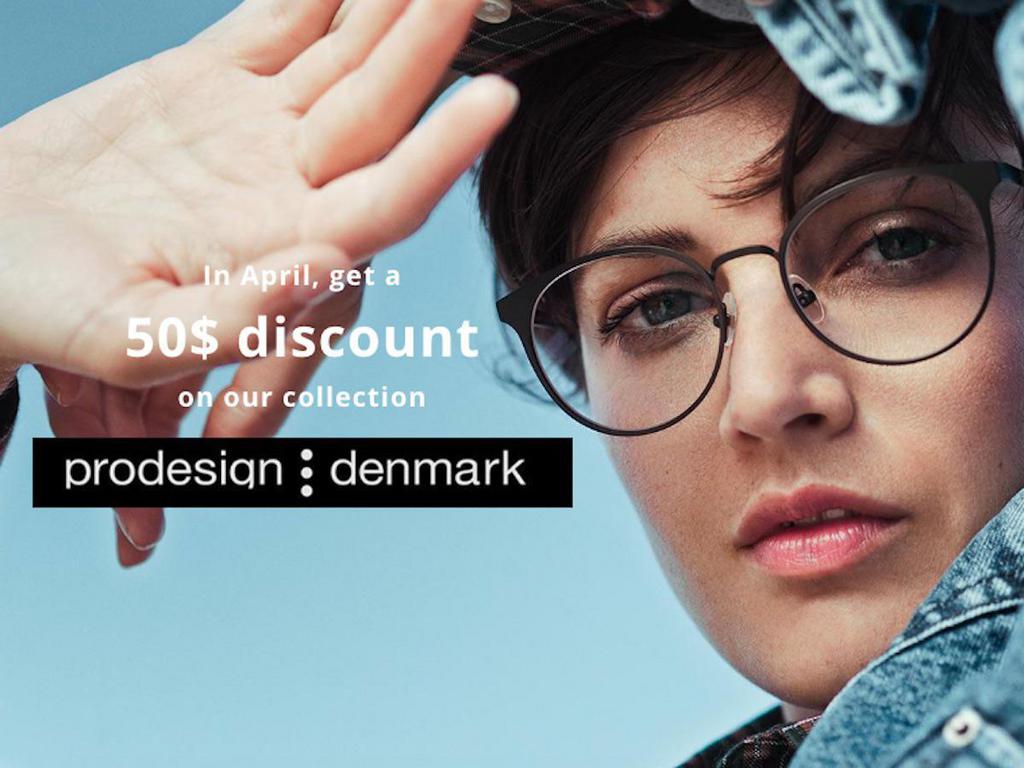 In April, get a
50$ discount
on our collection
prodesign denmark